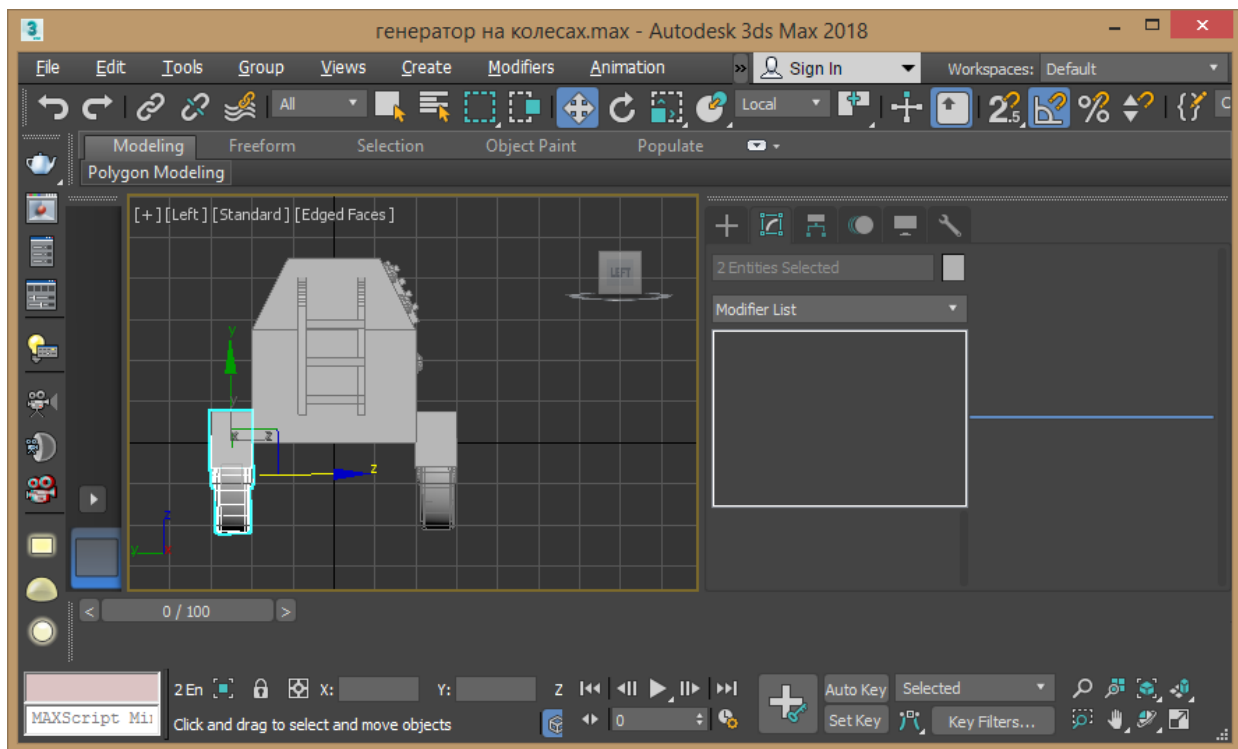 генератор на колесах.max - Autodesk 3ds Max 2018
File Edit Tools Group Views Create Modifiers Animation » Sign In Workspaces: Default
All Local
Modeling Freeform Selection Object Paint Populate
Polygon Modeling
[+] [Left] [Standard] [Edged Faces]
LEFT
2 Entities Selected
Modifier List
y
y
x z
z
z
y x
< 0 / 100 >
2 En X: Y: Z Auto Key Selected
MAXScript Mi Click and drag to select and move objects 0 Set Key Key Filters...